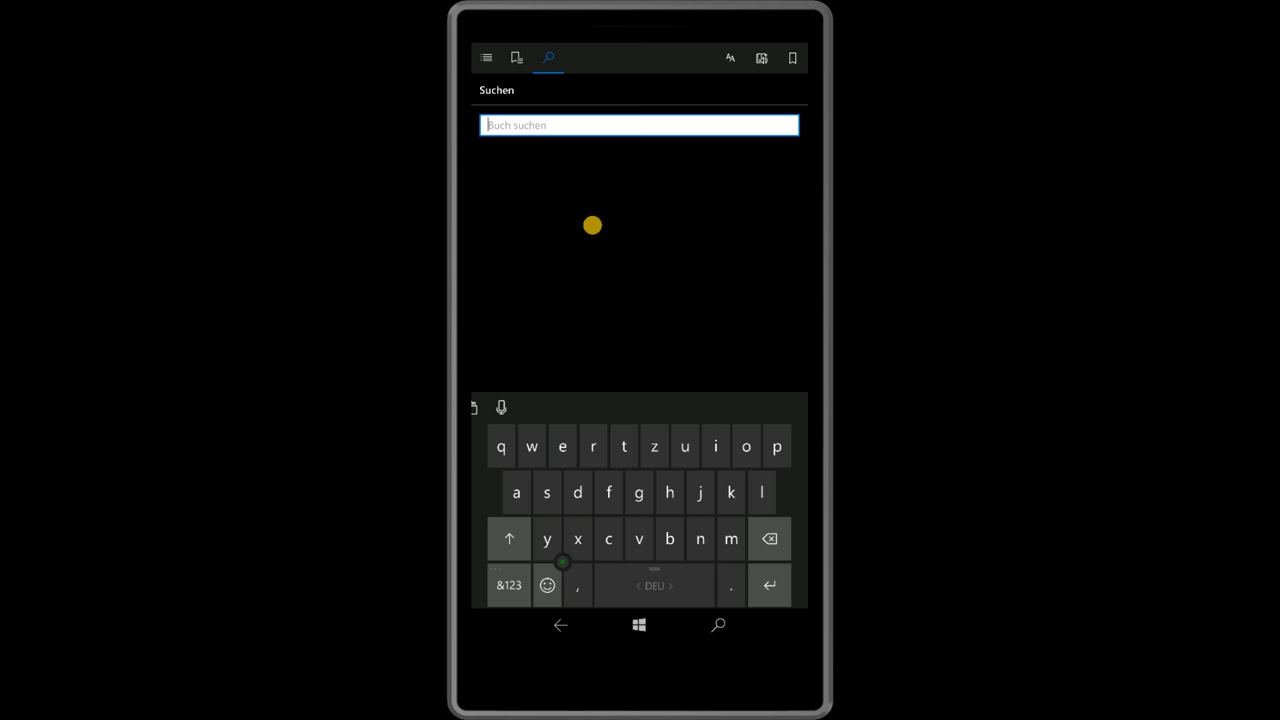 Suchen
Buch suchen
q w e r t z u i o p
a s d f g h j k l
y x c v b n m
&123 , < DEU > .